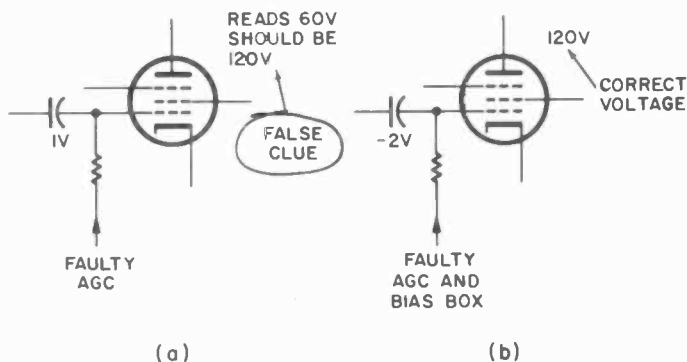 READS 60V
SHOULD BE
120V
FALSE
CLUE
1V
FAULTY
AGC
(a)
120V
CORRECT
VOLTAGE
-2V
FAULTY
AGC AND
BIAS BOX
(b)